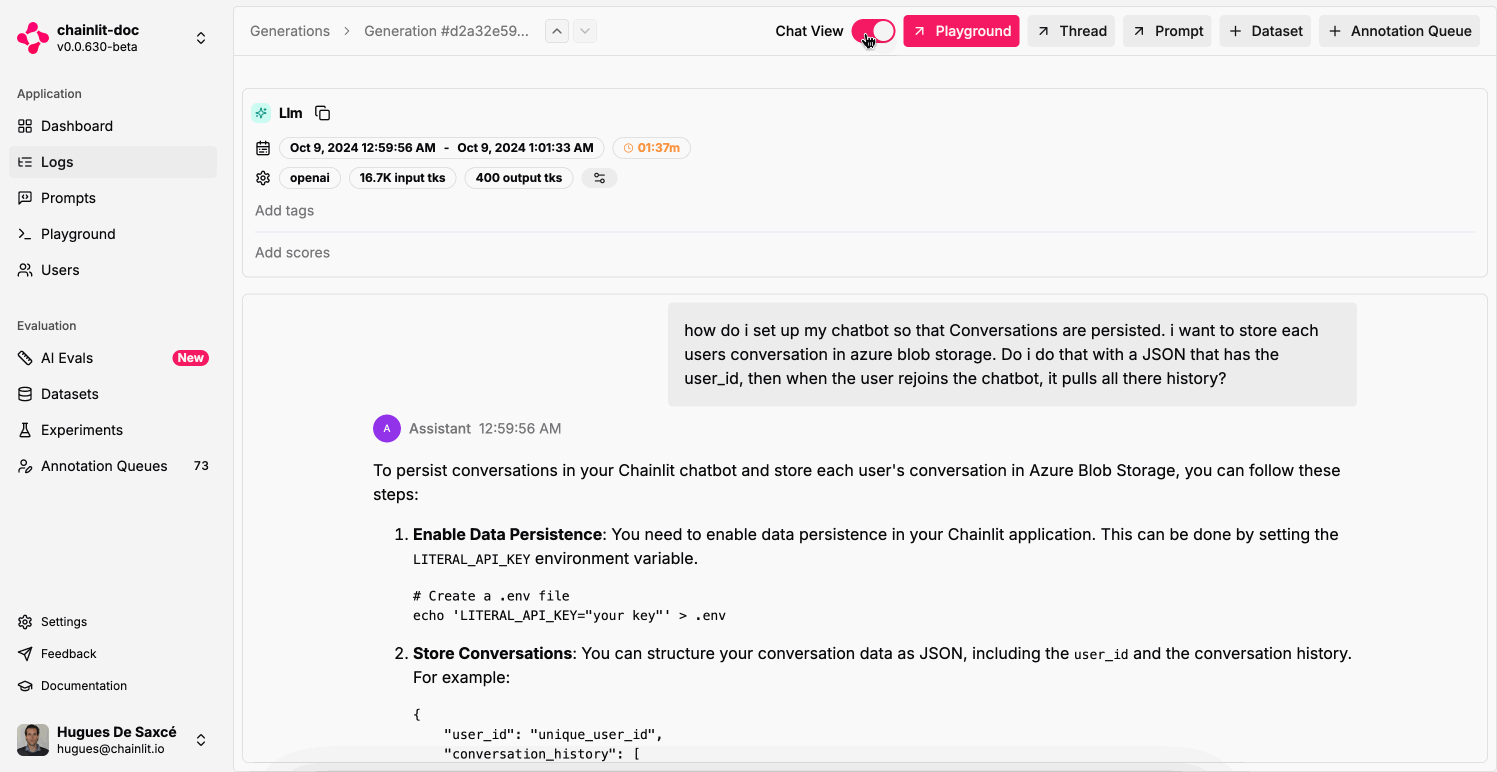 chainlit-doc
v0.0.630-beta
Application
Dashboard
Logs
Prompts
Playground
Users
Evaluation
AI Evals New
Datasets
Experiments
Annotation Queues 73
Settings
Feedback
Documentation
Hugues De Saxcé
hugues@chainlit.io
Generations > Generation #d2a32e59...
Chat View Playground Thread Prompt + Dataset + Annotation Queue
Llm
Oct 9, 2024 12:59:56 AM - Oct 9, 2024 1:01:33 AM 01:37m
openai 16.7K input tks 400 output tks
Add tags
Add scores
how do i set up my chatbot so that Conversations are persisted. i want to store each
users conversation in azure blob storage. Do i do that with a JSON that has the
user_id, then when the user rejoins the chatbot, it pulls all there history?
A Assistant 12:59:56 AM
To persist conversations in your Chainlit chatbot and store each user's conversation in Azure Blob Storage, you can follow these
steps:
1. Enable Data Persistence: You need to enable data persistence in your Chainlit application. This can be done by setting the
LITERAL_API_KEY environment variable.
# Create a .env file
echo 'LITERAL_API_KEY="your key"' > .env
2. Store Conversations: You can structure your conversation data as JSON, including the user_id and the conversation history.
For example:
{
"user_id": "unique_user_id",
"conversation_history": [